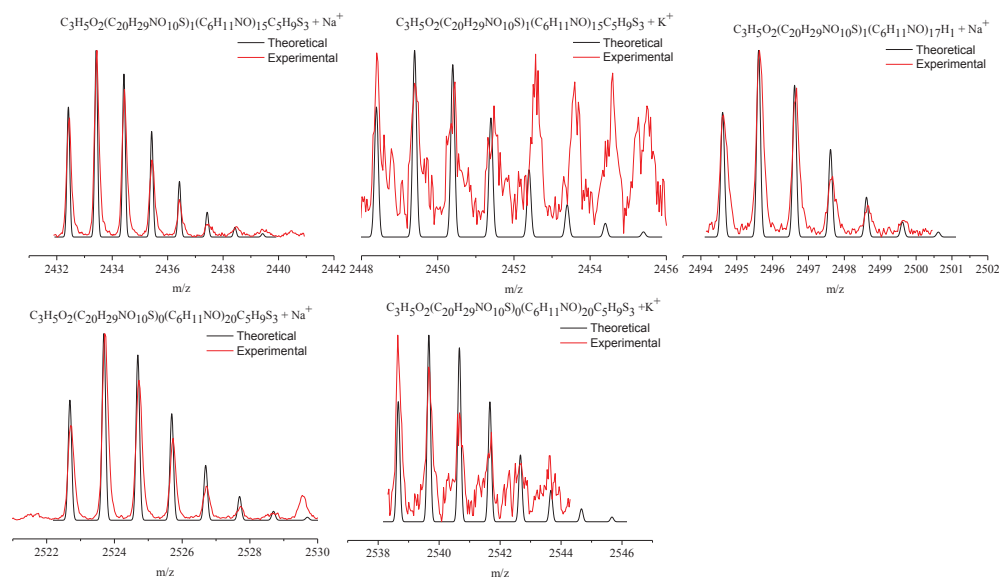 C₃H₅O₂(C₂₀H₂₉NO₁₀S)₁(C₆H₁₁NO)₁₅C₅H₉S₃ + Na⁺
Theoretical
Experimental
2432 2434 2436 2438 2440 2442
m/z
C₃H₅O₂(C₂₀H₂₉NO₁₀S)₁(C₆H₁₁NO)₁₅C₅H₉S₃ + K⁺
Theoretical
Experimental
2448 2450 2452 2454 2456
m/z
C₃H₅O₂(C₂₀H₂₉NO₁₀S)₁(C₆H₁₁NO)₁₇H₁ + Na⁺
Theoretical
Experimental
2494 2495 2496 2497 2498 2499 2500 2501 2502
m/z
C₃H₅O₂(C₂₀H₂₉NO₁₀S)₀(C₆H₁₁NO)₂₀C₅H₉S₃ + Na⁺
Theoretical
Experimental
2522 2524 2526 2528 2530
m/z
C₃H₅O₂(C₂₀H₂₉NO₁₀S)₀(C₆H₁₁NO)₂₀C₅H₉S₃ +K⁺
Theoretical
Experimental
2538 2540 2542 2544 2546
m/z